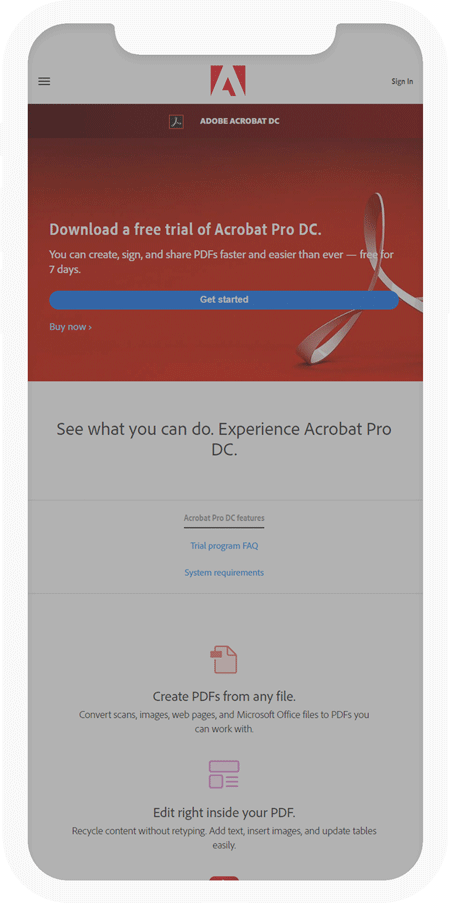 Sign In
ADOBE ACROBAT DC
Download a free trial of Acrobat Pro DC.
You can create, sign, and share PDFs faster and easier than ever — free for
7 days.
Get started
Buy now ›
See what you can do. Experience Acrobat Pro
DC.
Acrobat Pro DC features
Trial program FAQ
System requirements
Create PDFs from any file.
Convert scans, images, web pages, and Microsoft Office files to PDFs you
can work with.
Edit right inside your PDF.
Recycle content without retyping. Add text, insert images, and update tables
easily.